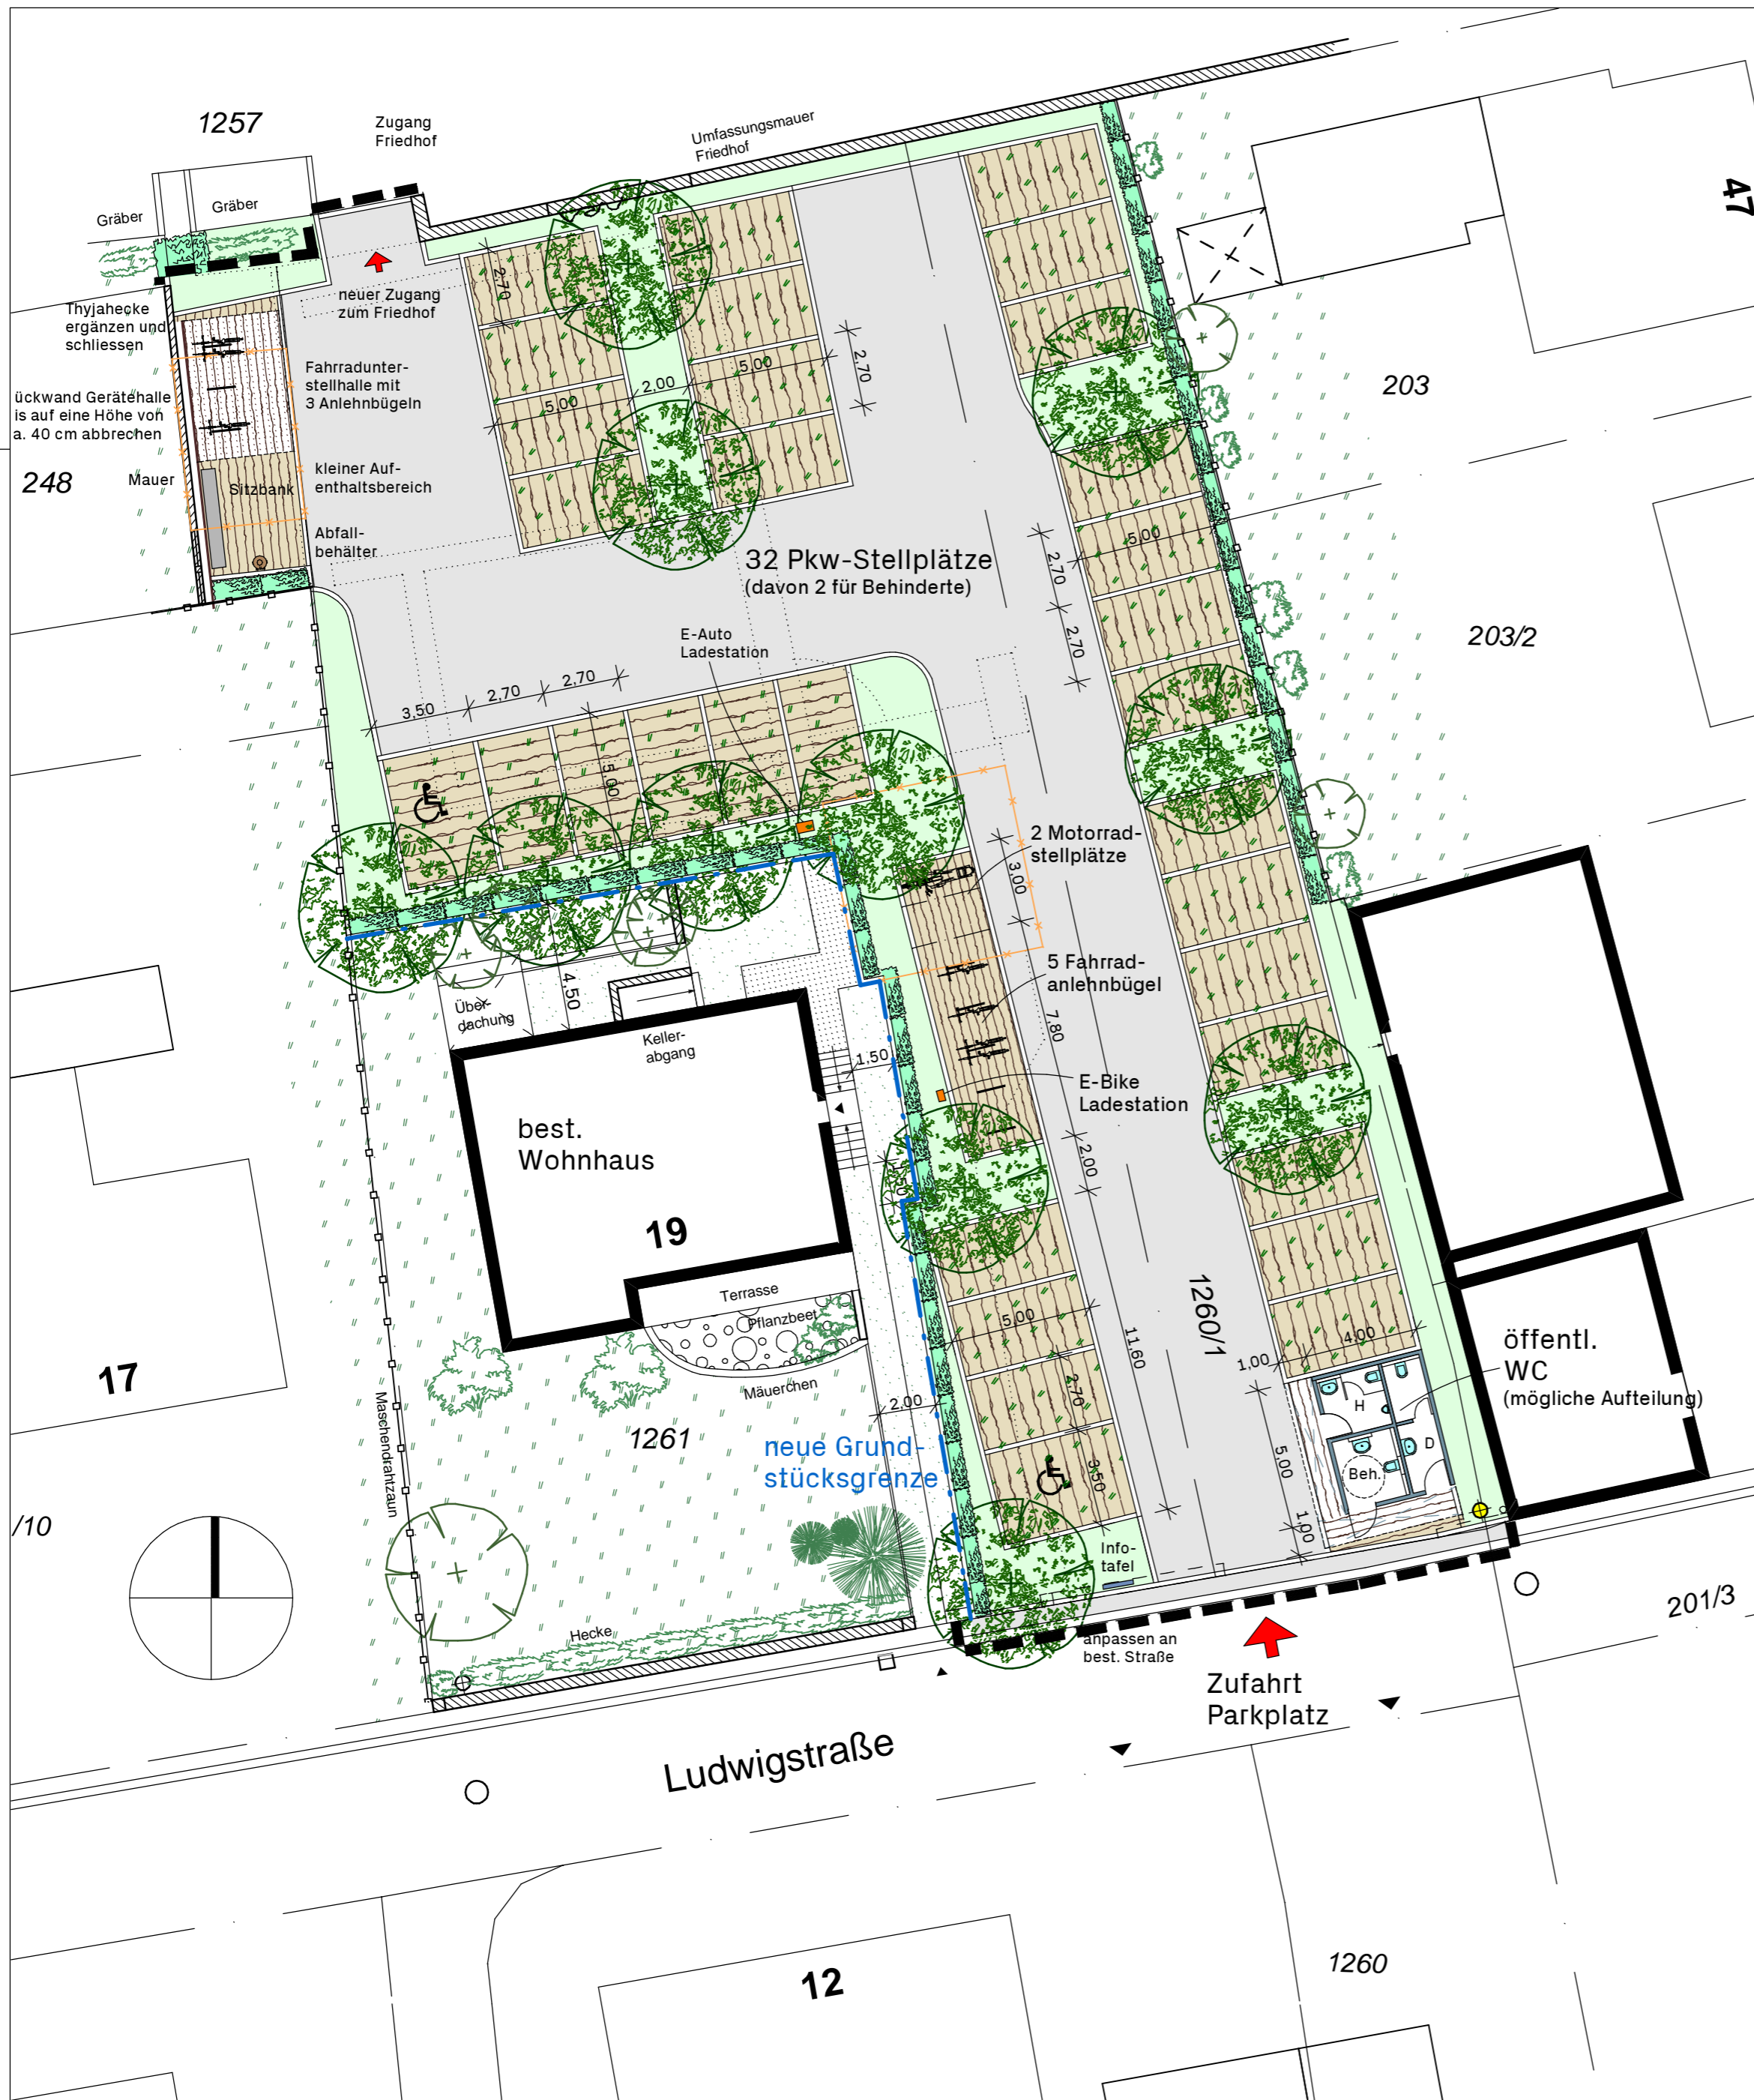 1257
Zugang
Friedhof
Umfassungsmauer
Friedhof
47
Gräber
Gräber
neuer Zugang
zum Friedhof
2,70
Thyjahecke
ergänzen und
schliessen
Fahrradunter-
stellhalle mit
3 Anlehnbügeln
5,00
2,00
5,00
2,70
203
ückwand Gerätehalle
is auf eine Höhe von
a. 40 cm abbrechen
248
Mauer
Sitzbank
kleiner Auf-
enthaltsbereich
Abfall-
behälter
32 Pkw-Stellplätze
(davon 2 für Behinderte)
5,00
2,70
2,70
203/2
E-Auto
Ladestation
3,50
2,70
2,70
5,00
2 Motorrad-
stellplätze
3,00
5 Fahrrad-
anlehnbügel
7,80
4,50
Über-
dachung
Keller-
abgang
1,50
E-Bike
Ladestation
2,00
best.
Wohnhaus
19
1,50
Terrasse
Pflanzbeet
Mäuerchen
5,00
11,60
1260/1
4,00
1,00
öffentl.
WC
(mögliche Aufteilung)
H
D
Beh.
17
Maschendrahtzaun
1261
2,00
neue Grund-
stücksgrenze
2,70
3,50
5,00
1,00
/10
Info-
tafel
Hecke
anpassen an
best. Straße
201/3
Zufahrt
Parkplatz
Ludwigstraße
12
1260